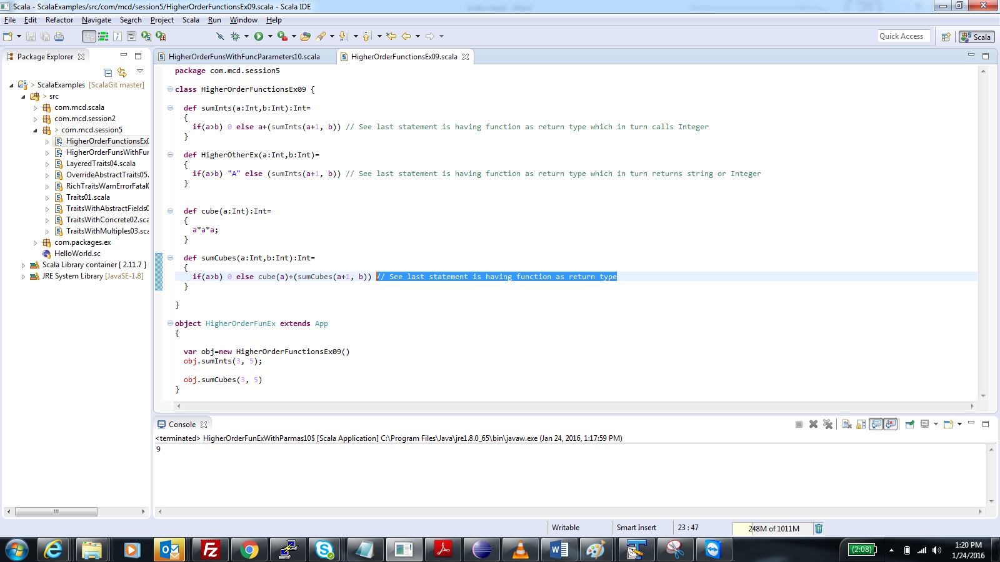 Scala - ScalaExamples/src/com/mcd/session5/HigherOrderFunctionsEx09.scala - Scala IDE
File Edit Refactor Navigate Search Project Scala Run Window Help
Quick Access
Scala
Package Explorer
> ScalaExamples [ScalaGit master]
> src
com.mcd.scala
com.mcd.session2
> com.mcd.session5
HigherOrderFunctionsEx0
HigherOrderFunsWithFur
LayeredTraits04.scala
OverrideAbstractTraits05.
RichTraitsWarnErrorFatal
Traits01.scala
TraitsWithAbstractFields0
TraitsWithConcrete02.sca
TraitsWithMultiples03.sca
com.packages.ex
HelloWorld.sc
Scala Library container [ 2.11.7 ]
JRE System Library [JavaSE-1.8]
HigherOrderFunsWithFuncParameters10.scala
HigherOrderFunctionsEx09.scala
package com.mcd.session5
class HigherOrderFunctionsEx09 {
def sumInts(a:Int,b:Int):Int=
{
if(a>b) 0 else a+(sumInts(a+1, b)) // See last statement is having function as return type which in turn calls Integer
}
def HigherOtherEx(a:Int,b:Int)=
{
if(a>b) "A" else (sumInts(a+1, b)) // See last statement is having function as return type which in turn returns string or Integer
}
def cube(a:Int):Int=
{
a*a*a;
}
def sumCubes(a:Int,b:Int):Int=
{
if(a>b) 0 else cube(a)+(sumCubes(a+1, b)) // See last statement is having function as return type
}
}
object HigherOrderFunEx extends App
{
var obj=new HigherOrderFunctionsEx09()
obj.sumInts(3, 5);
obj.sumCubes(3, 5)
}
Console
<terminated> HigherOrderFunExWithParmas10$ [Scala Application] C:\Program Files\Java\jre1.8.0_65\bin\javaw.exe (Jan 24, 2016, 1:17:59 PM)
9
Writable
Smart Insert
23 : 47
248M of 1011M
(2:08)
1:20 PM
1/24/2016